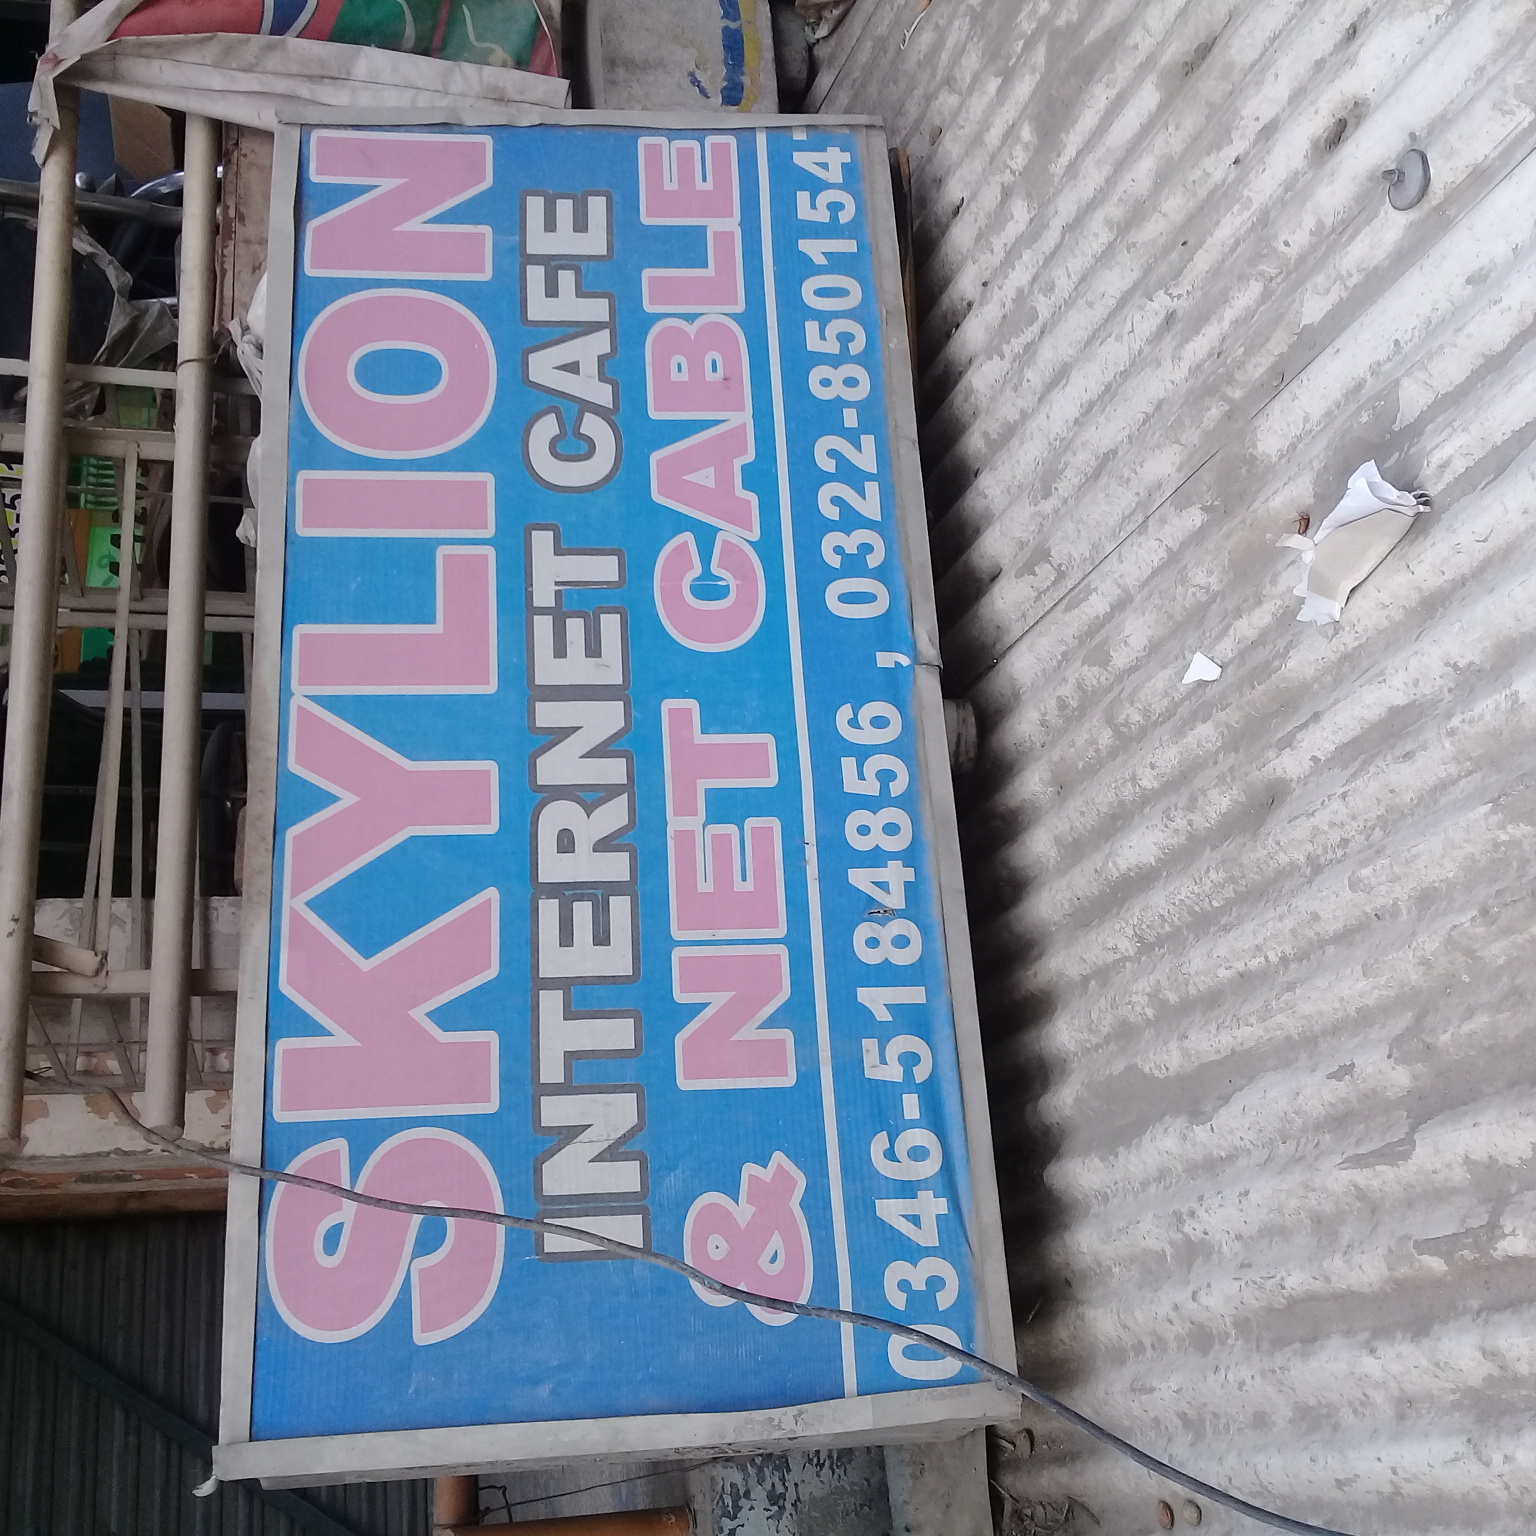 SKYLION
INTERNET CAFE
& NET CABLE
0346-5184856 , 0322-850154